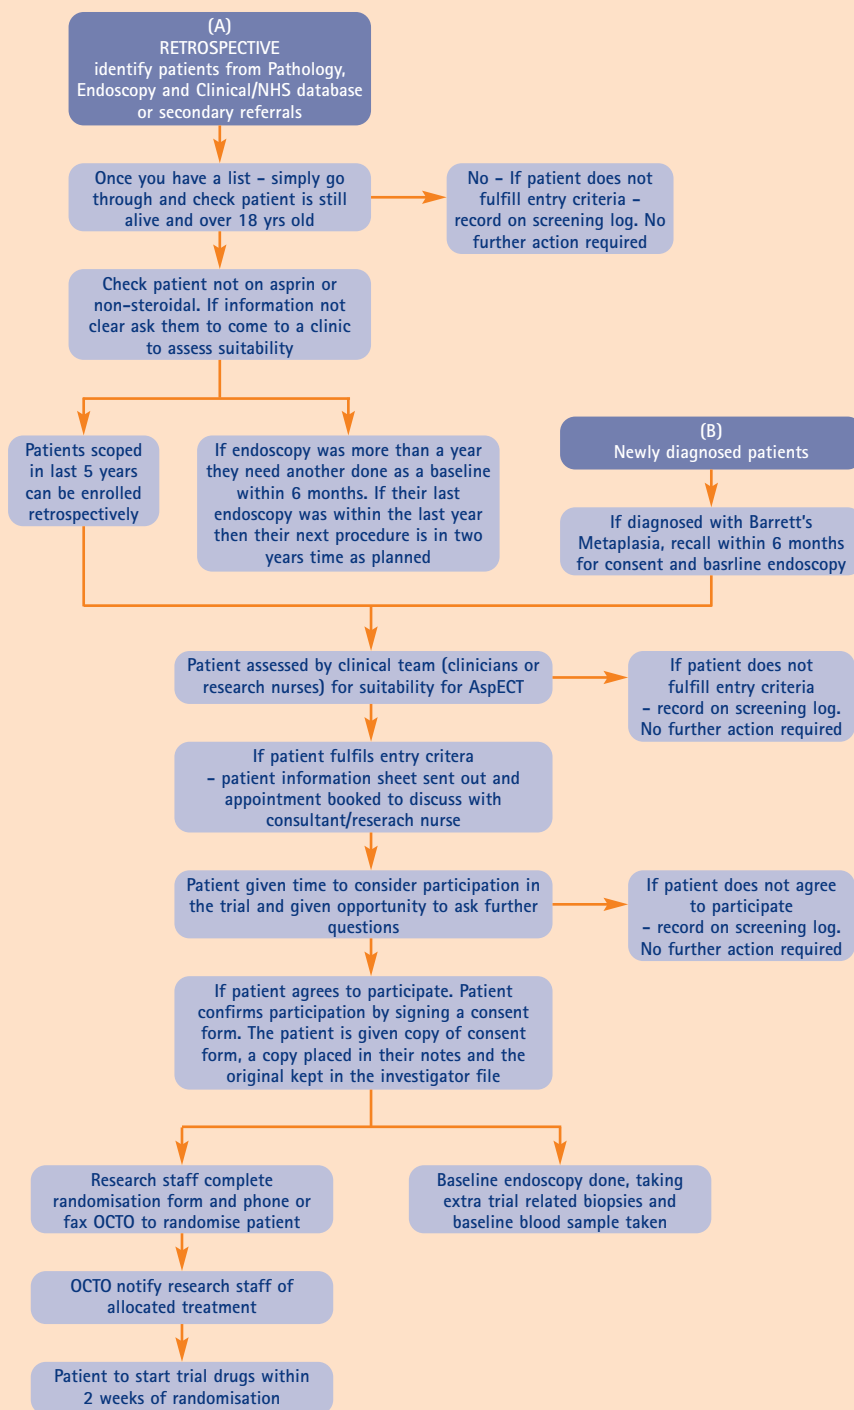 (A)
RETROSPECTIVE
identify patients from Pathology,
Endoscopy and Clinical/NHS database
or secondary referrals
Once you have a list - simply go
through and check patient is still
alive and over 18 yrs old
No - If patient does not
fulfill entry criteria -
record on screening log. No
further action required
Check patient not on asprin or
non-steroidal. If information not
clear ask them to come to a clinic
to assess suitability
Patients scoped
in last 5 years
can be enrolled
retrospectively
If endoscopy was more than a year
they need another done as a baseline
within 6 months. If their last
endoscopy was within the last year
then their next procedure is in two
years time as planned
(B)
Newly diagnosed patients
If diagnosed with Barrett's
Metaplasia, recall within 6 months
for consent and basrline endoscopy
Patient assessed by clinical team (clinicians or
research nurses) for suitability for AspECT
If patient does not
fulfill entry criteria
- record on screening log.
No further action required
If patient fulfils entry critera
- patient information sheet sent out and
appointment booked to discuss with
consultant/reserach nurse
Patient given time to consider participation in
the trial and given opportunity to ask further
questions
If patient does not agree
to participate
- record on screening log.
No further action required
If patient agrees to participate. Patient
confirms participation by signing a consent
form. The patient is given copy of consent
form, a copy placed in their notes and the
original kept in the investigator file
Research staff complete
randomisation form and phone or
fax OCTO to randomise patient
Baseline endoscopy done, taking
extra trial related biopsies and
baseline blood sample taken
OCTO notify research staff of
allocated treatment
Patient to start trial drugs within
2 weeks of randomisation